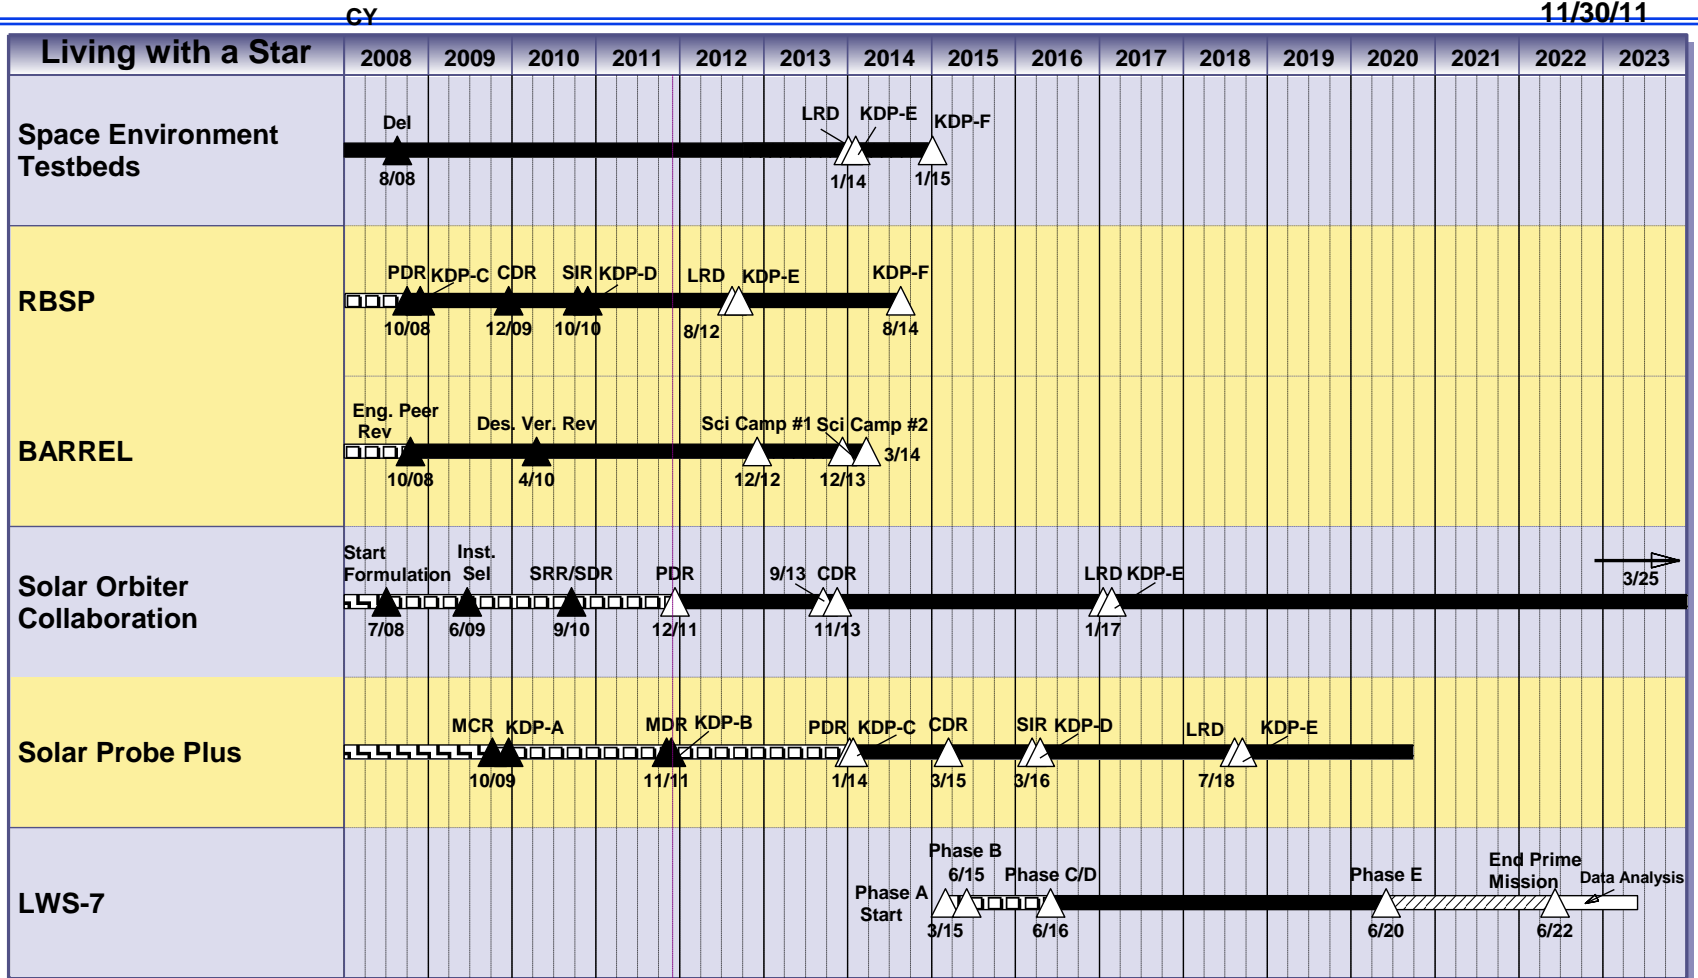 CY
11/30/11
Living with a Star
2008 2009 2010 2011 2012 2013 2014 2015 2016 2017 2018 2019 2020 2021 2022 2023
Space Environment
Testbeds
Del
LRD
KDP-E
KDP-F
8/08
1/14
1/15
RBSP
PDR
KDP-C
CDR
SIR
KDP-D
LRD
KDP-E
KDP-F
10/08
12/09
10/10
8/12
8/14
BARREL
Eng. Peer
Rev
Des. Ver. Rev
Sci Camp #1
Sci Camp #2
10/08
4/10
12/12
12/13
3/14
Solar Orbiter
Collaboration
Start
Formulation
Inst.
Sel
SRR/SDR
PDR
9/13
CDR
LRD
KDP-E
7/08
6/09
9/10
12/11
11/13
1/17
3/25
Solar Probe Plus
MCR
KDP-A
MDR
KDP-B
PDR
KDP-C
CDR
SIR
KDP-D
LRD
KDP-E
10/09
11/11
1/14
3/15
3/16
7/18
LWS-7
Phase A
Start
Phase B
6/15
Phase C/D
Phase E
End Prime
Mission
Data Analysis
3/15
6/16
6/20
6/22